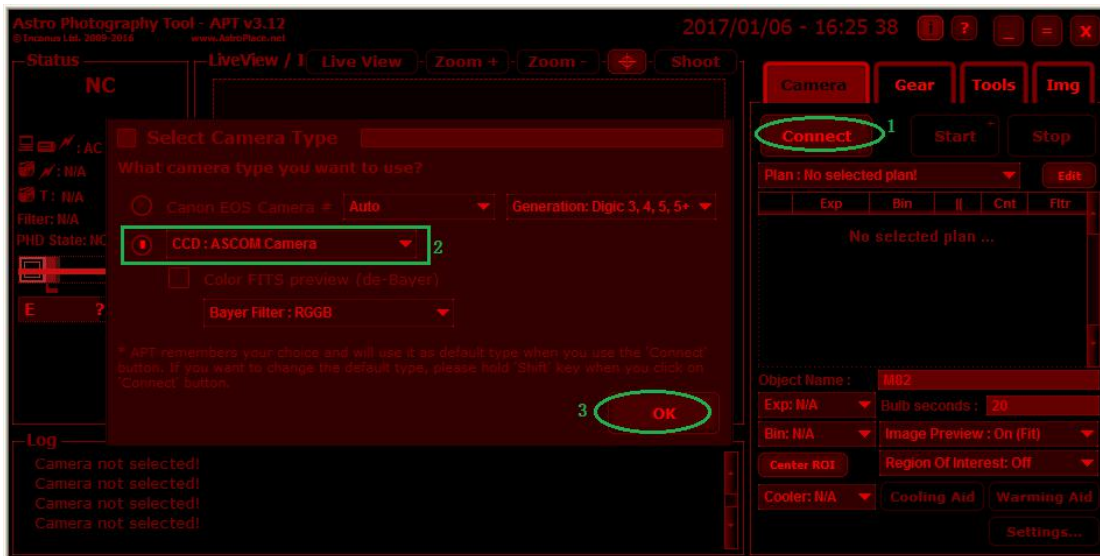 Astro Photography Tool - APT v3.12
© Incanus Ltd. 2009-2016 www.AstroPlace.net
2017/01/06 - 16:25 38 i ? _ = X
Status
NC
: AC
: N/A
T : N/A
Filter: N/A
PHD State: NC
E ?
LiveView / I Live View Zoom + Zoom - Shoot
Select Camera Type
What camera type you want to use?
Canon EOS Camera # Auto Generation: Digic 3, 4, 5, 5+
CCD : ASCOM Camera 2
Color FITS preview (de-Bayer)
Bayer Filter : RGGB
* APT remembers your choice and will use it as default type when you use the 'Connect'
button. If you want to change the default type, please hold 'Shift' key when you click on
'Connect' button.
3 OK
Log
Camera not selected!
Camera not selected!
Camera not selected!
Camera not selected!
Camera Gear Tools Img
Connect 1 Start Stop
Plan : No selected plan! Edit
Exp Bin || Cnt Fltr
No selected plan ...
Object Name : M82
Exp: N/A Bulb seconds : 20
Bin: N/A Image Preview : On (Fit)
Center ROI Region Of Interest: Off
Cooler: N/A Cooling Aid Warming Aid
Settings...